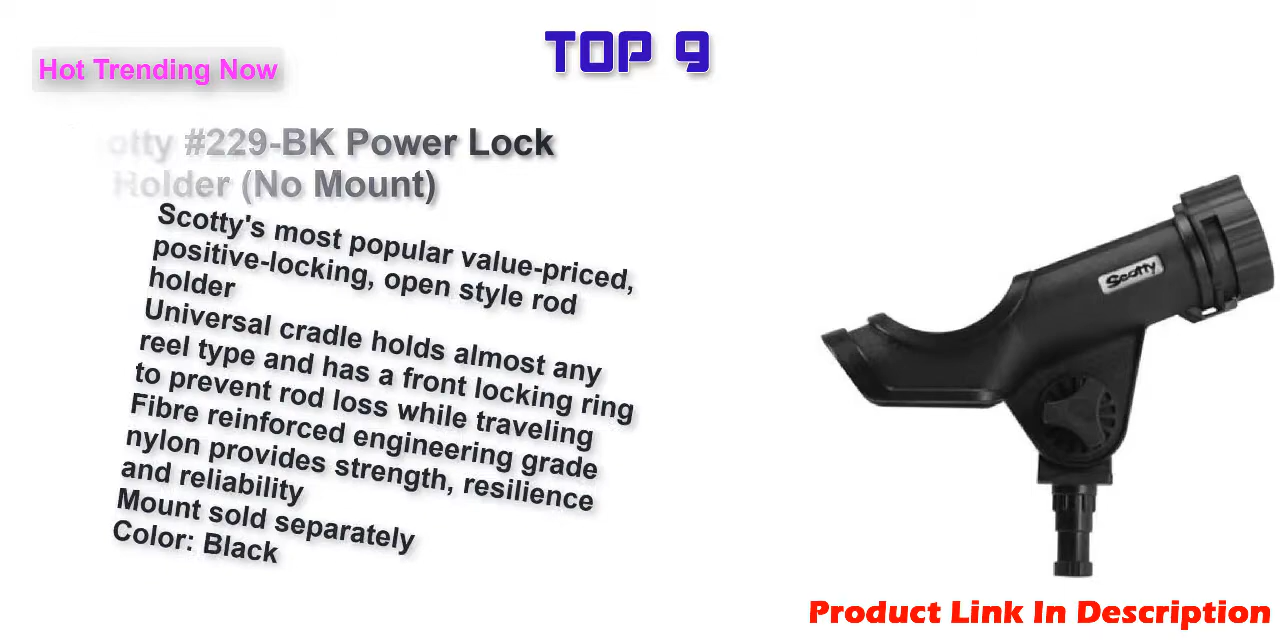 TOP 9
Hot Trending Now
otty #229-BK Power Lock
Holder (No Mount)
Scotty's most popular value-priced,
positive-locking, open style rod
holder
Universal cradle holds almost any
reel type and has a front locking ring
to prevent rod loss while traveling
Fibre reinforced engineering grade
nylon provides strength, resilience
and reliability
Mount sold separately
Color: Black
Scotty
Product Link In Description